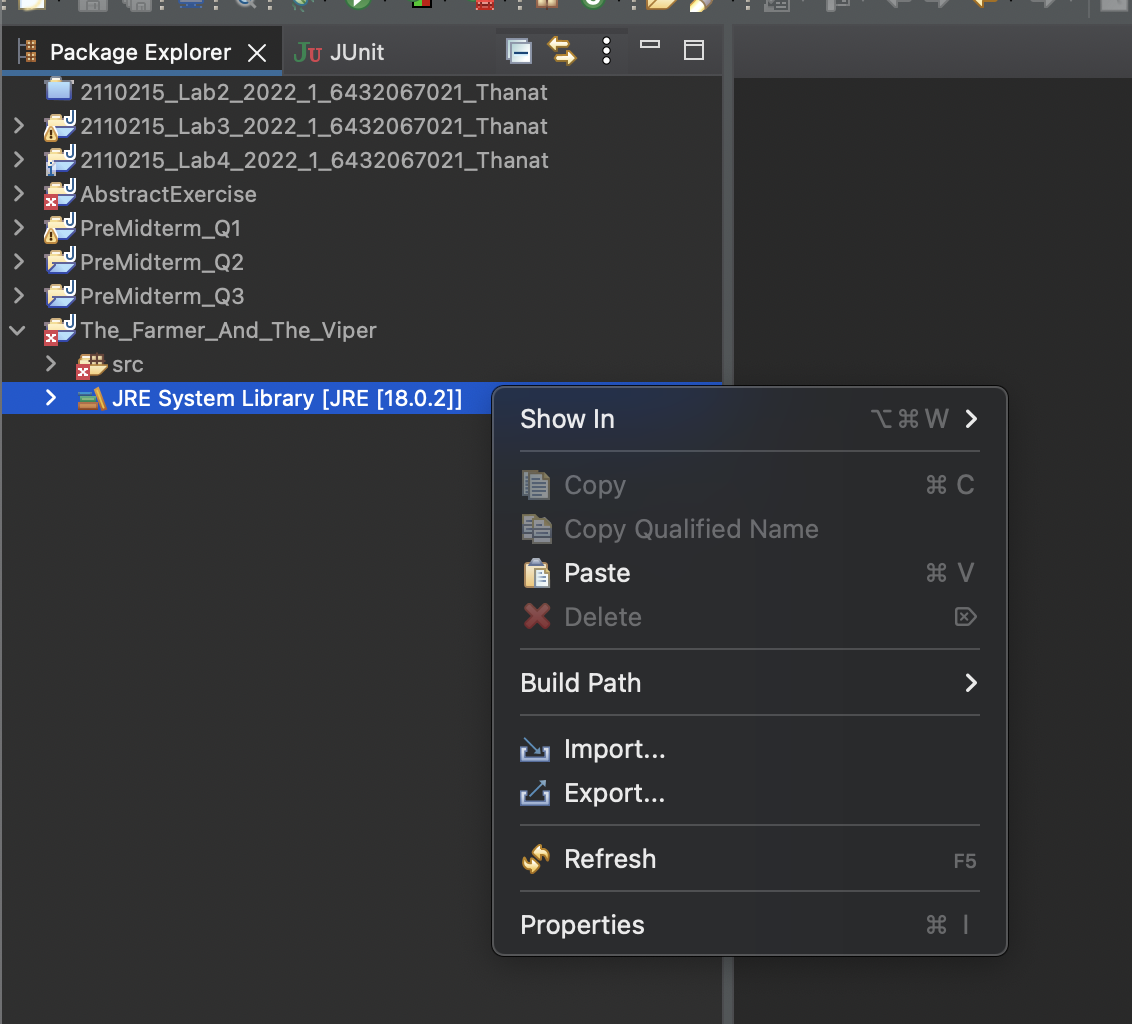 Package Explorer
JUnit
2110215_Lab2_2022_1_6432067021_Thanat
2110215_Lab3_2022_1_6432067021_Thanat
2110215_Lab4_2022_1_6432067021_Thanat
AbstractExercise
PreMidterm_Q1
PreMidterm_Q2
PreMidterm_Q3
The_Farmer_And_The_Viper
src
JRE System Library [JRE [18.0.2]]
Show In ⌥⌘W
Copy ⌘ C
Copy Qualified Name
Paste ⌘ V
Delete ⌦
Build Path
Import...
Export...
Refresh F5
Properties ⌘ I